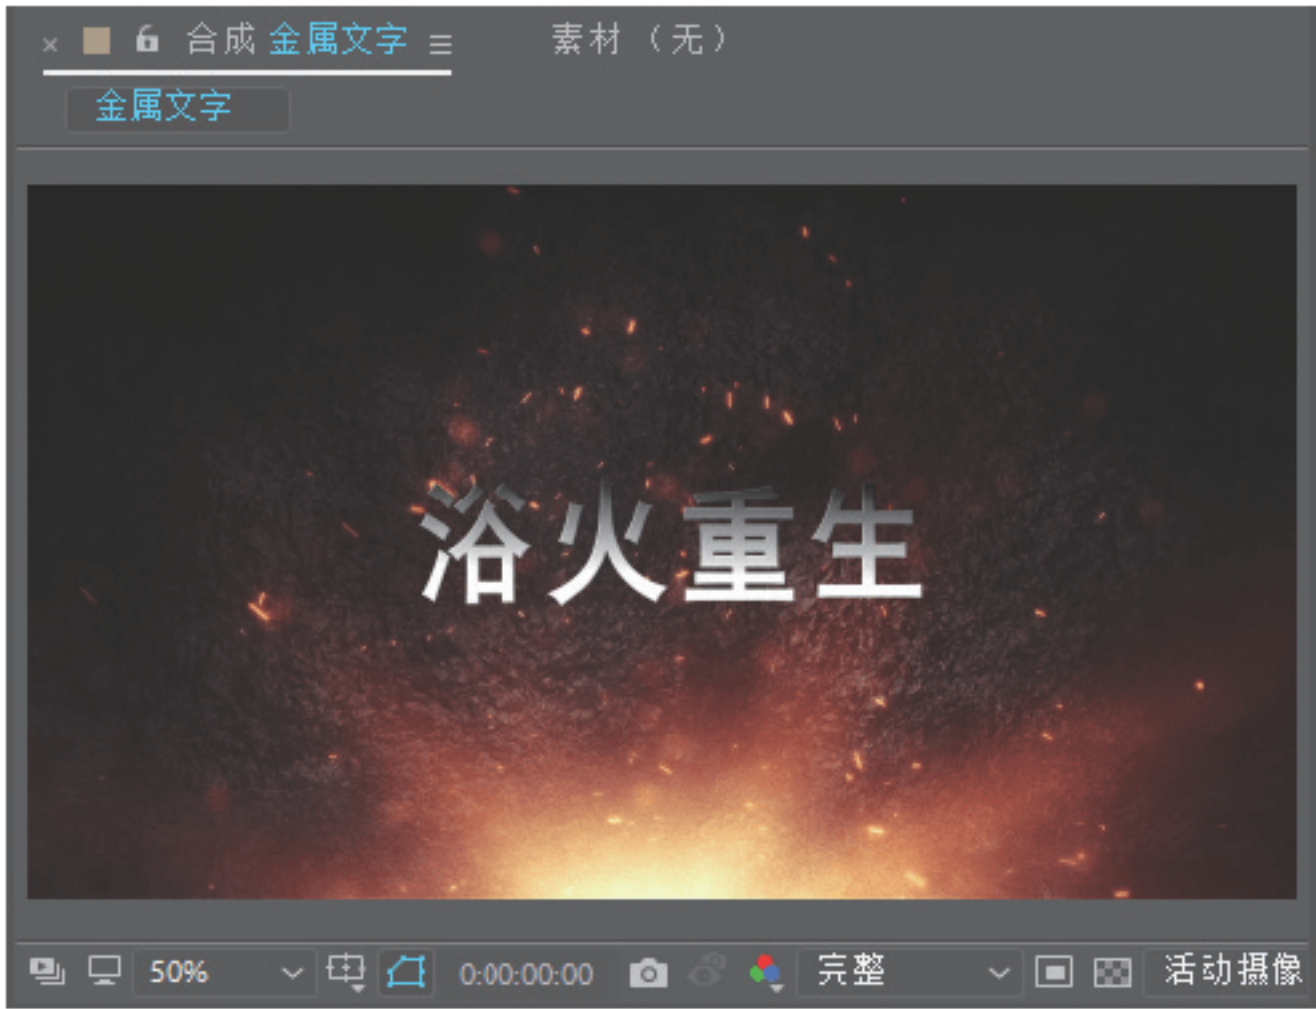 × 合成 金属文字 ≡ 素材（无）
金属文字
浴火重生
50% 0:00:00:00 完整 活动摄像